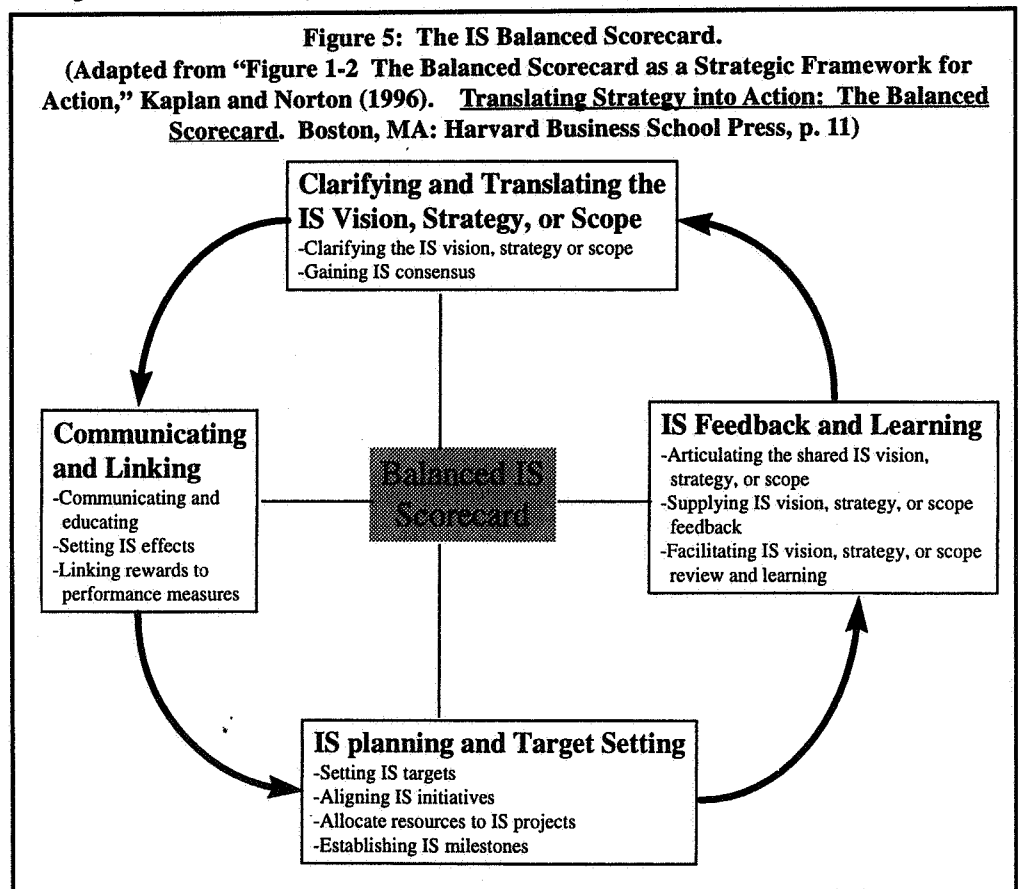 Figure 5: The IS Balanced Scorecard.
(Adapted from “Figure 1-2 The Balanced Scorecard as a Strategic Framework for
Action,” Kaplan and Norton (1996). Translating Strategy into Action: The Balanced
Scorecard. Boston, MA: Harvard Business School Press, p. 11)
Clarifying and Translating the
IS Vision, Strategy, or Scope
-Clarifying the IS vision, strategy or scope
-Gaining IS consensus
Communicating
and Linking
-Communicating and
educating
-Setting IS effects
-Linking rewards to
performance measures
Balanced IS
Scorecard
IS Feedback and Learning
-Articulating the shared IS vision,
strategy, or scope
-Supplying IS vision, strategy, or scope
feedback
-Facilitating IS vision, strategy, or scope
review and learning
IS planning and Target Setting
-Setting IS targets
-Aligning IS initiatives
-Allocate resources to IS projects
-Establishing IS milestones